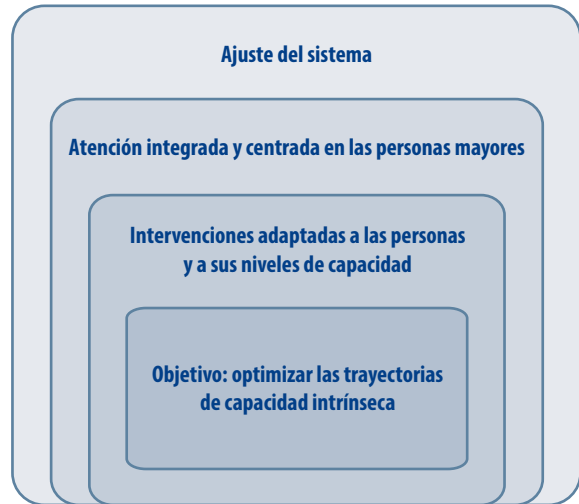 Ajuste del sistema
Atención integrada y centrada en las personas mayores
Intervenciones adaptadas a las personas
y a sus niveles de capacidad
Objetivo: optimizar las trayectorias
de capacidad intrínseca